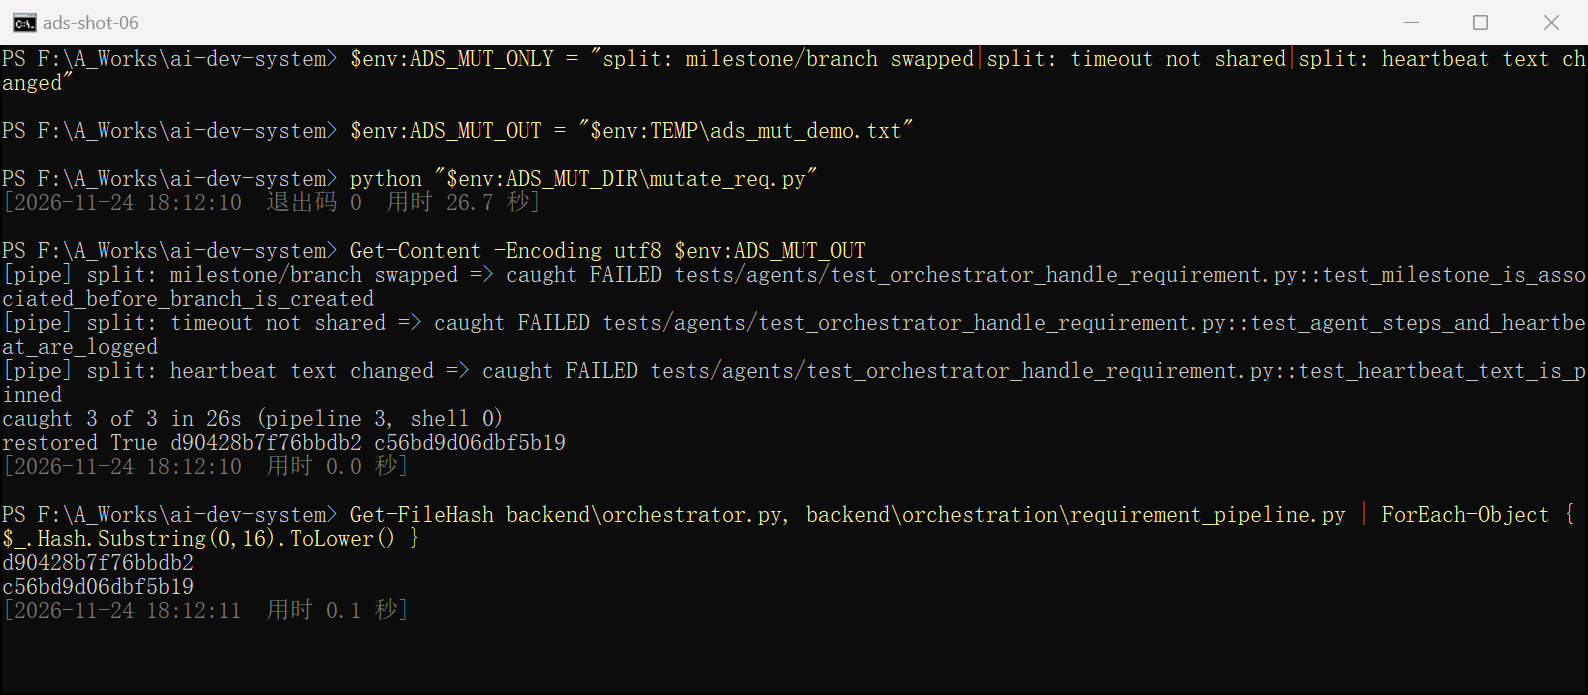 ads-shot-06
PS F:\A_Works\ai-dev-system> $env:ADS_MUT_ONLY = "split: milestone/branch swapped|split: timeout not shared|split: heartbeat text ch
anged"
PS F:\A_Works\ai-dev-system> $env:ADS_MUT_OUT = "$env:TEMP\ads_mut_demo.txt"
PS F:\A_Works\ai-dev-system> python "$env:ADS_MUT_DIR\mutate_req.py"
[2026-11-24 18:12:10  退出码 0  用时 26.7 秒]
PS F:\A_Works\ai-dev-system> Get-Content -Encoding utf8 $env:ADS_MUT_OUT
[pipe] split: milestone/branch swapped => caught FAILED tests/agents/test_orchestrator_handle_requirement.py::test_milestone_is_asso
ciated_before_branch_is_created
[pipe] split: timeout not shared => caught FAILED tests/agents/test_orchestrator_handle_requirement.py::test_agent_steps_and_heartbe
at_are_logged
[pipe] split: heartbeat text changed => caught FAILED tests/agents/test_orchestrator_handle_requirement.py::test_heartbeat_text_is_p
inned
caught 3 of 3 in 26s (pipeline 3, shell 0)
restored True d90428b7f76bbdb2 c56bd9d06dbf5b19
[2026-11-24 18:12:10  用时 0.0 秒]
PS F:\A_Works\ai-dev-system> Get-FileHash backend\orchestrator.py, backend\orchestration\requirement_pipeline.py | ForEach-Object {
$_.Hash.Substring(0,16).ToLower() }
d90428b7f76bbdb2
c56bd9d06dbf5b19
[2026-11-24 18:12:11  用时 0.1 秒]